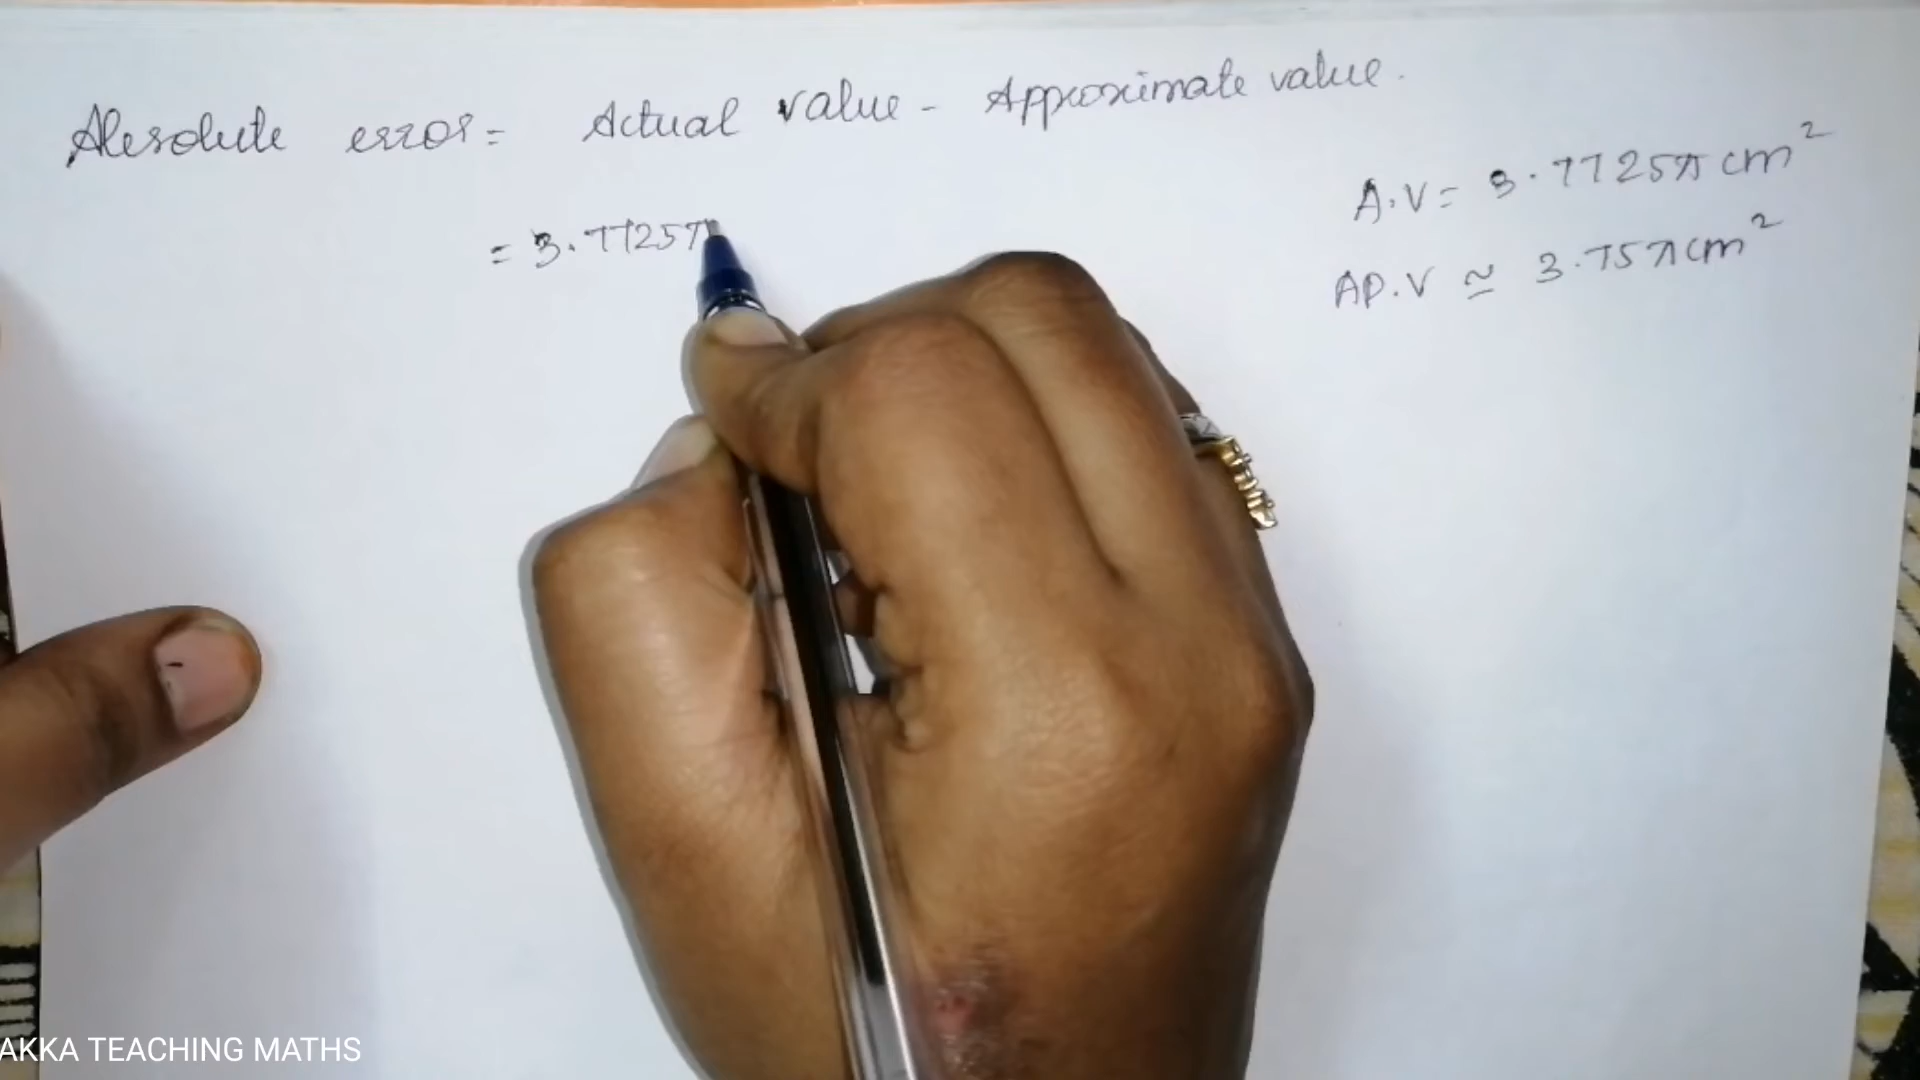 Absolute error = Actual value - Approximate value.
A.V = 3.7725π cm²
= 3.7725π
AP.V ≃ 3.75π cm²
AKKA TEACHING MATHS